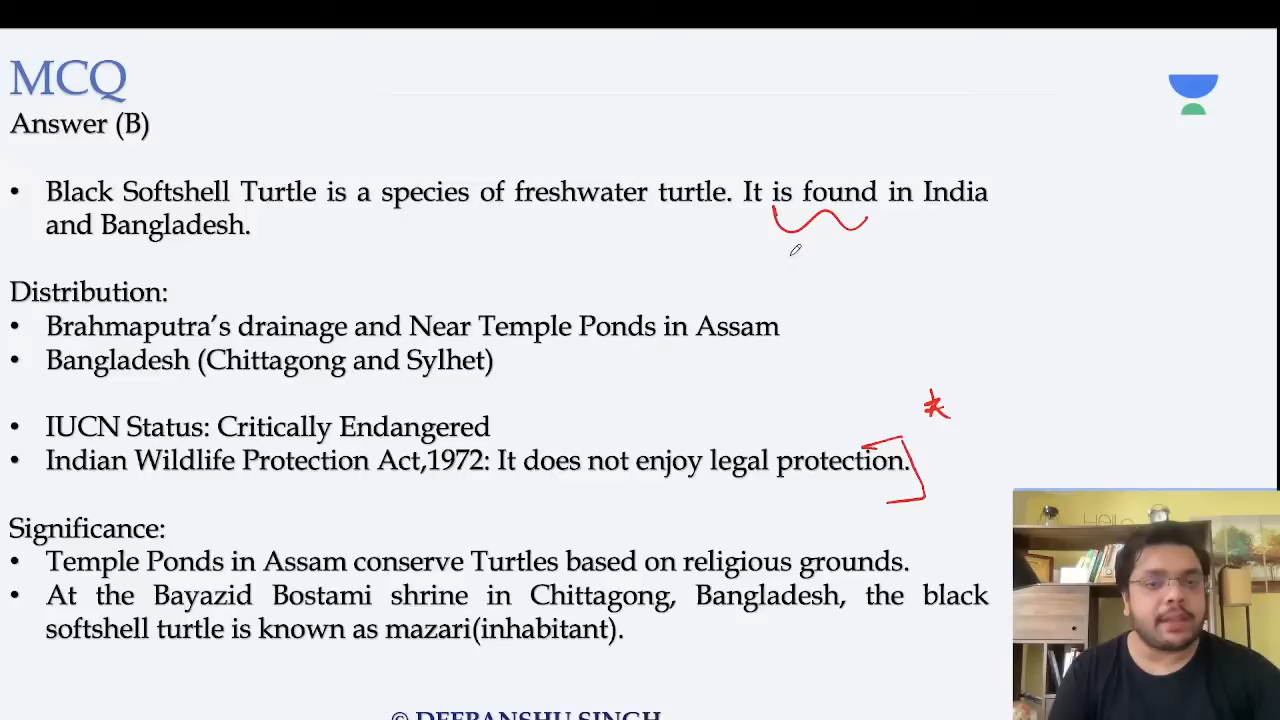 MCQ
Answer (B)
• Black Softshell Turtle is a species of freshwater turtle. It is found in India
and Bangladesh.
Distribution:
• Brahmaputra’s drainage and Near Temple Ponds in Assam
• Bangladesh (Chittagong and Sylhet)
• IUCN Status: Critically Endangered
• Indian Wildlife Protection Act,1972: It does not enjoy legal protection.
Significance:
• Temple Ponds in Assam conserve Turtles based on religious grounds.
• At the Bayazid Bostami shrine in Chittagong, Bangladesh, the black
softshell turtle is known as mazari(inhabitant).
Hello
© DEEPANSHU SINGH